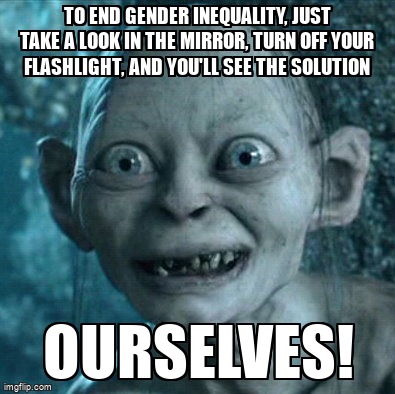 TO END GENDER INEQUALITY, JUST
TAKE A LOOK IN THE MIRROR, TURN OFF YOUR
FLASHLIGHT, AND YOU'LL SEE THE SOLUTION
OURSELVES!
imgflip.com